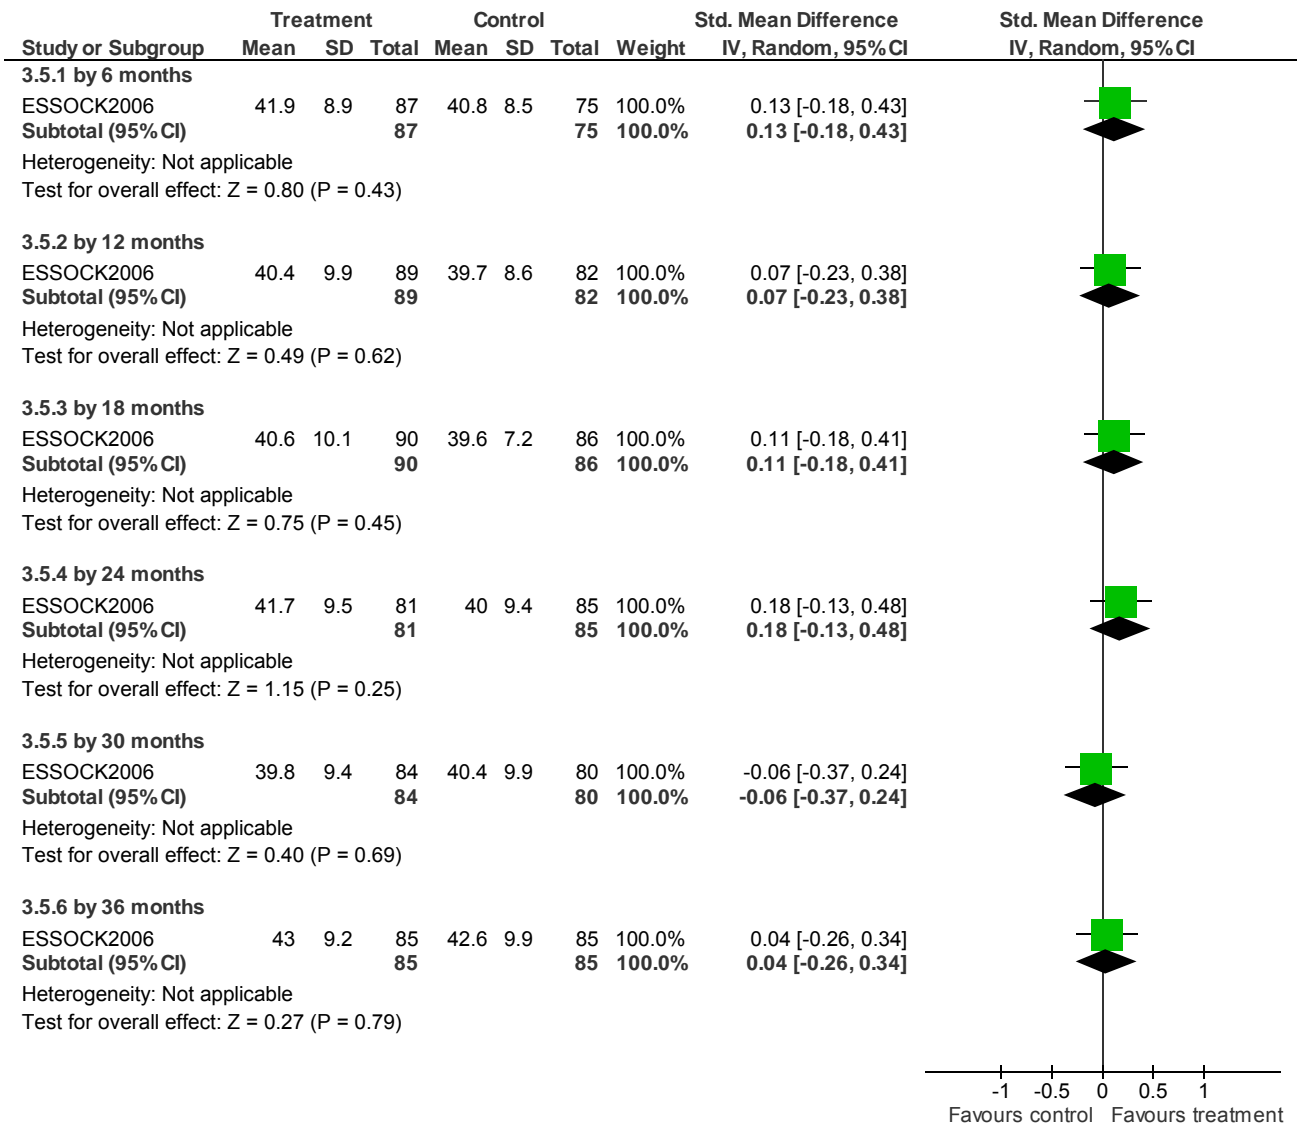 Treatment Control Std. Mean Difference Std. Mean Difference
Study or Subgroup Mean SD Total Mean SD Total Weight IV, Random, 95% CI IV, Random, 95% CI
3.5.1 by 6 months
ESSOCK2006 41.9 8.9 87 40.8 8.5 75 100.0% 0.13 [-0.18, 0.43]
Subtotal (95% CI) 87 75 100.0% 0.13 [-0.18, 0.43]
Heterogeneity: Not applicable
Test for overall effect: Z = 0.80 (P = 0.43)
3.5.2 by 12 months
ESSOCK2006 40.4 9.9 89 39.7 8.6 82 100.0% 0.07 [-0.23, 0.38]
Subtotal (95% CI) 89 82 100.0% 0.07 [-0.23, 0.38]
Heterogeneity: Not applicable
Test for overall effect: Z = 0.49 (P = 0.62)
3.5.3 by 18 months
ESSOCK2006 40.6 10.1 90 39.6 7.2 86 100.0% 0.11 [-0.18, 0.41]
Subtotal (95% CI) 90 86 100.0% 0.11 [-0.18, 0.41]
Heterogeneity: Not applicable
Test for overall effect: Z = 0.75 (P = 0.45)
3.5.4 by 24 months
ESSOCK2006 41.7 9.5 81 40 9.4 85 100.0% 0.18 [-0.13, 0.48]
Subtotal (95% CI) 81 85 100.0% 0.18 [-0.13, 0.48]
Heterogeneity: Not applicable
Test for overall effect: Z = 1.15 (P = 0.25)
3.5.5 by 30 months
ESSOCK2006 39.8 9.4 84 40.4 9.9 80 100.0% -0.06 [-0.37, 0.24]
Subtotal (95% CI) 84 80 100.0% -0.06 [-0.37, 0.24]
Heterogeneity: Not applicable
Test for overall effect: Z = 0.40 (P = 0.69)
3.5.6 by 36 months
ESSOCK2006 43 9.2 85 42.6 9.9 85 100.0% 0.04 [-0.26, 0.34]
Subtotal (95% CI) 85 85 100.0% 0.04 [-0.26, 0.34]
Heterogeneity: Not applicable
Test for overall effect: Z = 0.27 (P = 0.79)
-1 -0.5 0 0.5 1
Favours control Favours treatment